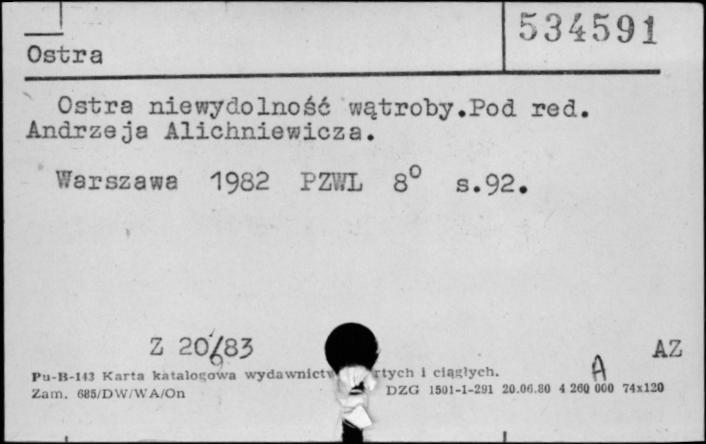 534591
Ostra
Ostra niewydolność wątroby.Pod red.
Andrzeja Alichniewicza.
Warszawa 1982 PZWL 8° s.92.
Z 20/83 AZ
6 A
Pu-B-143 Karta katalogowa wydawnictw rtych i ciągłych.
Zam. 685/DW/WA/On DZG 1501-1-291 20.06.80 4 260 000 74x120